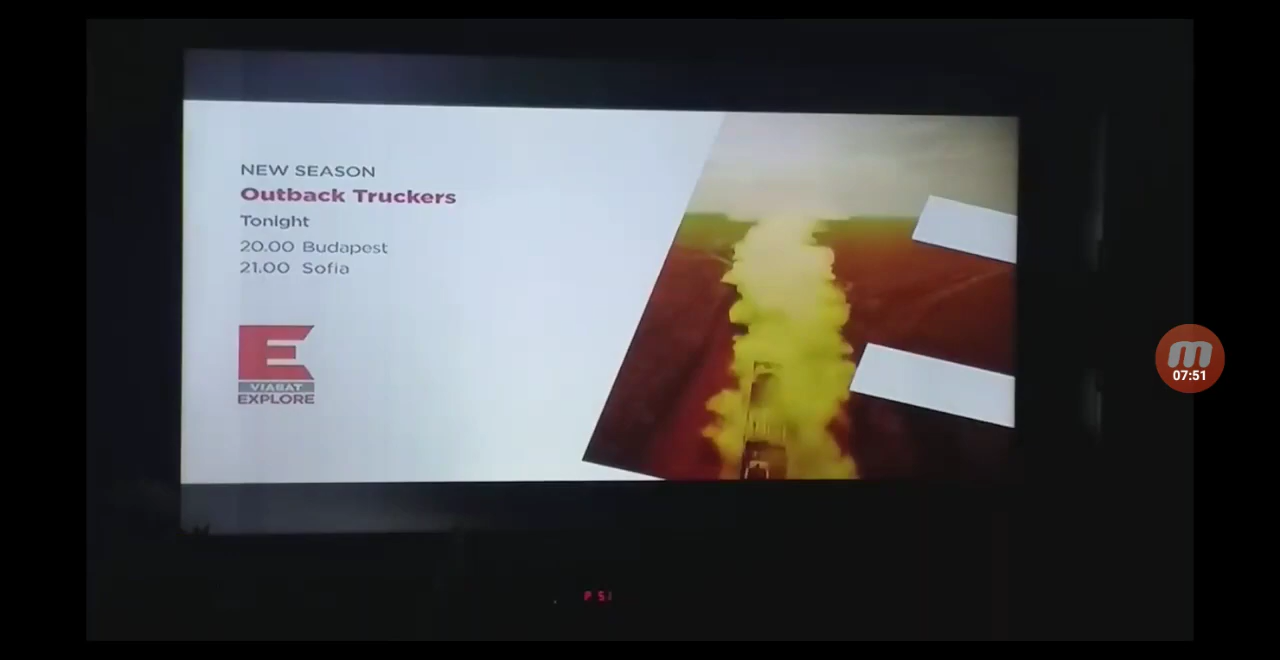 NEW SEASON
Outback Truckers
Tonight
20.00 Budapest
21.00 Sofia
E
VIASAT
EXPLORE
m
07:51